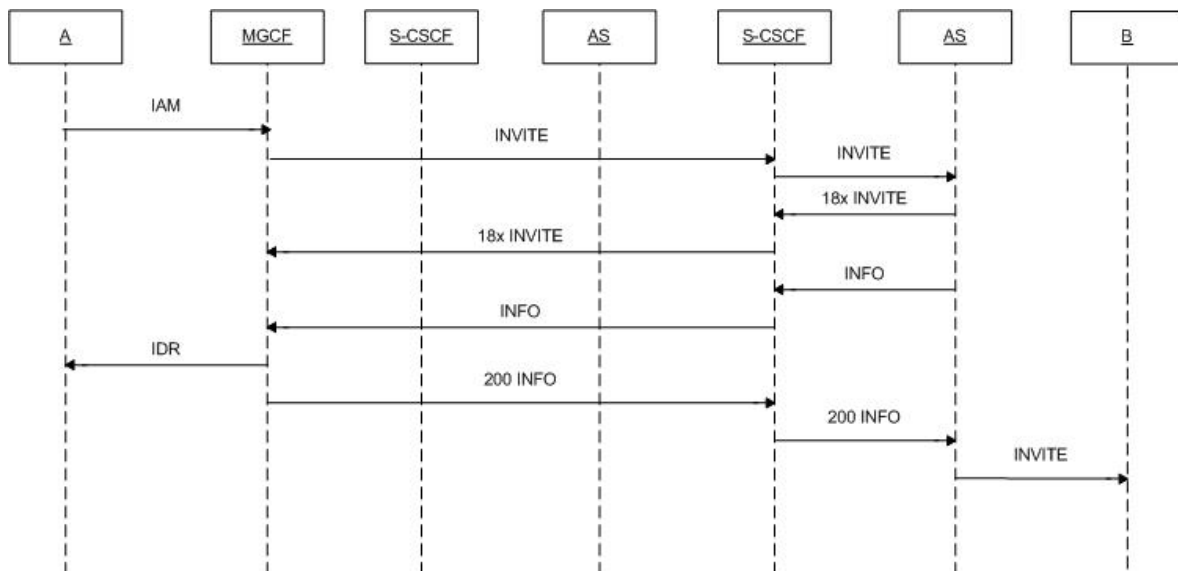 A
MGCF
S-CSCF
AS
S-CSCF
AS
B
IAM
INVITE
INVITE
18x INVITE
18x INVITE
INFO
INFO
IDR
200 INFO
200 INFO
INVITE